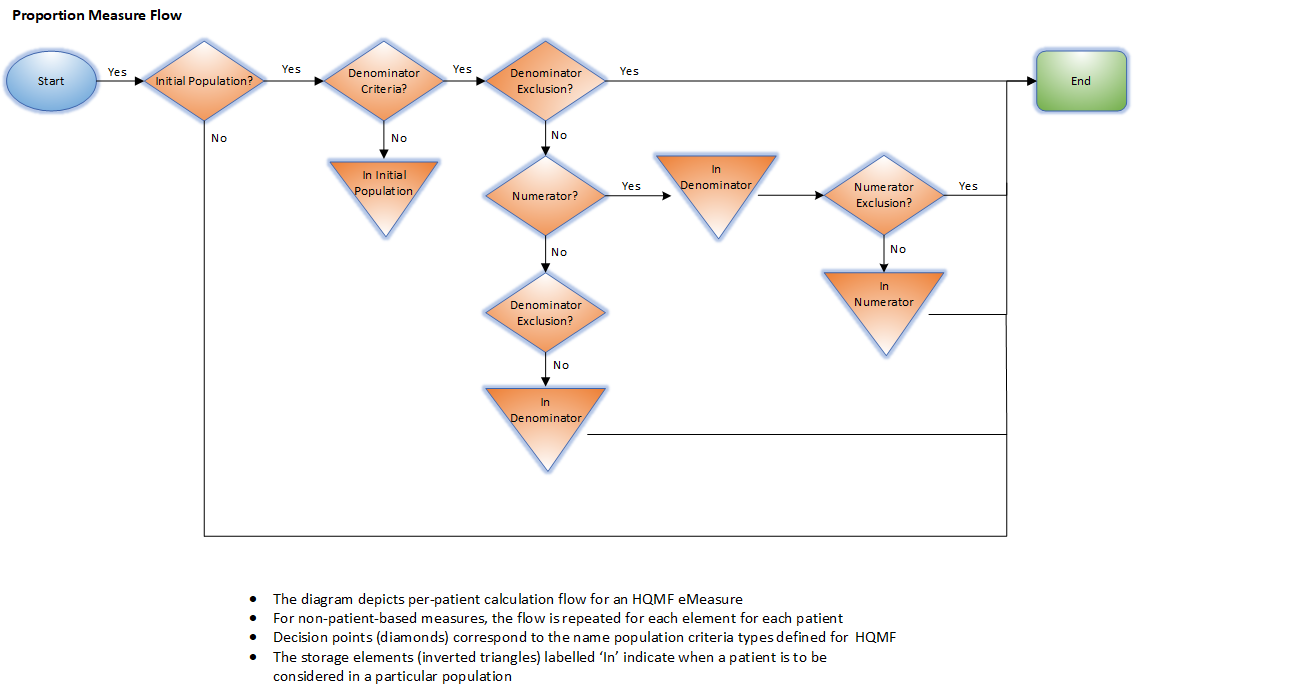 Proportion Measure Flow
Start
Yes
Initial Population?
Yes
Denominator
Criteria?
Yes
Denominator
Exclusion?
Yes
End
No
No
In Initial
Population
No
Numerator?
Yes
In
Denominator
Numerator
Exclusion?
Yes
No
In
Numerator
No
Denominator
Exclusion?
No
In
Denominator
• The diagram depicts per-patient calculation flow for an HQMF eMeasure
• For non-patient-based measures, the flow is repeated for each element for each patient
• Decision points (diamonds) correspond to the name population criteria types defined for HQMF
• The storage elements (inverted triangles) labelled ‘In’ indicate when a patient is to be
considered in a particular population